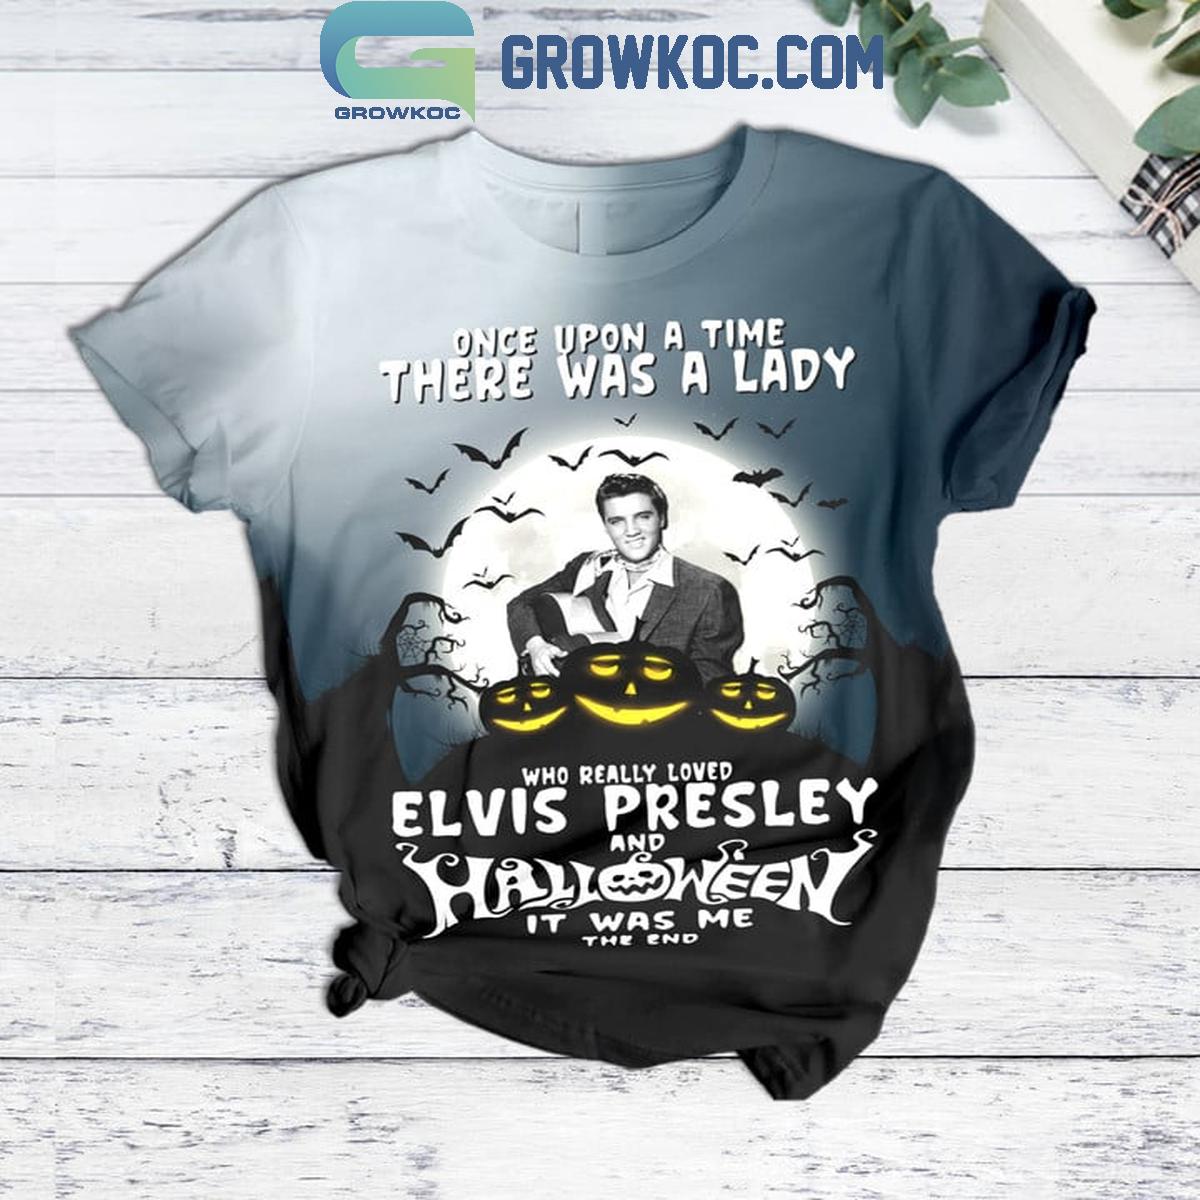 GROWKOC
GROWKOC.COM
ONCE UPON A TIME
THERE WAS A LADY
WHO REALLY LOVED
ELVIS PRESLEY
AND
HALLOWEEN
IT WAS ME
THE END